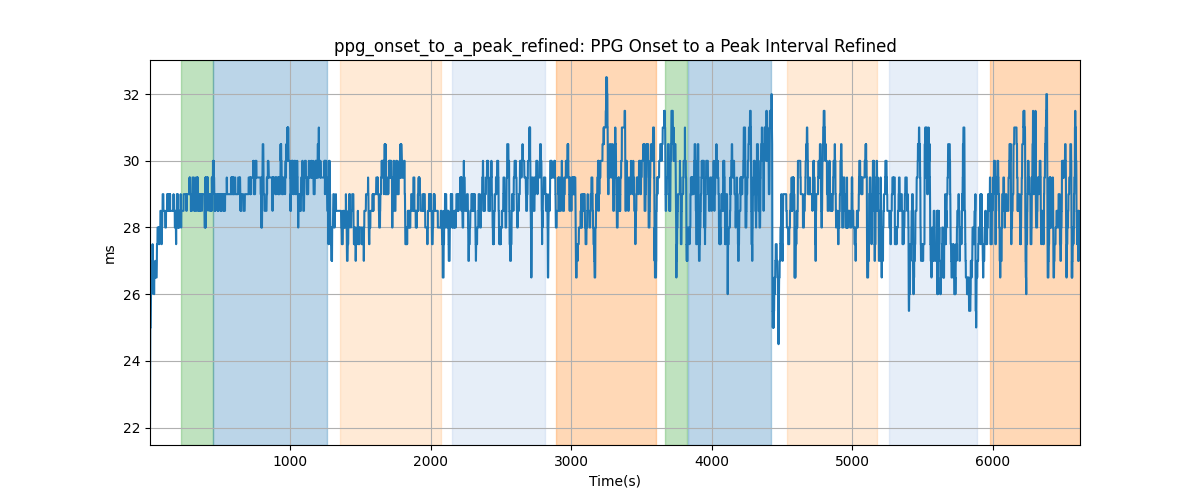 ppg_onset_to_a_peak_refined: PPG Onset to a Peak Interval Refined
32
30
28
26
24
22
ms
1000 2000 3000 4000 5000 6000
Time(s)